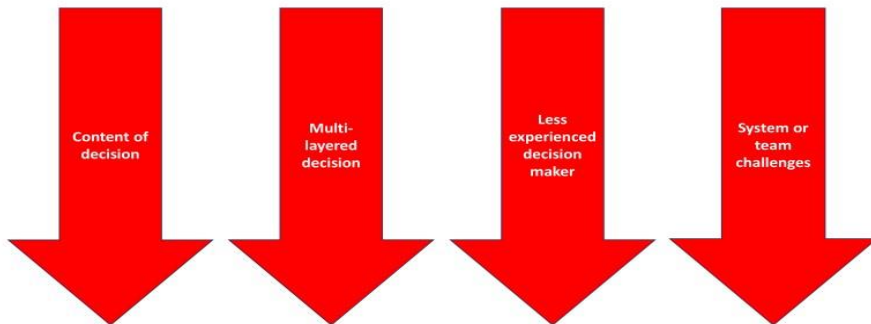 Content of
decision
Multi-
layered
decision
Less
experienced
decision
maker
System or
team
challenges